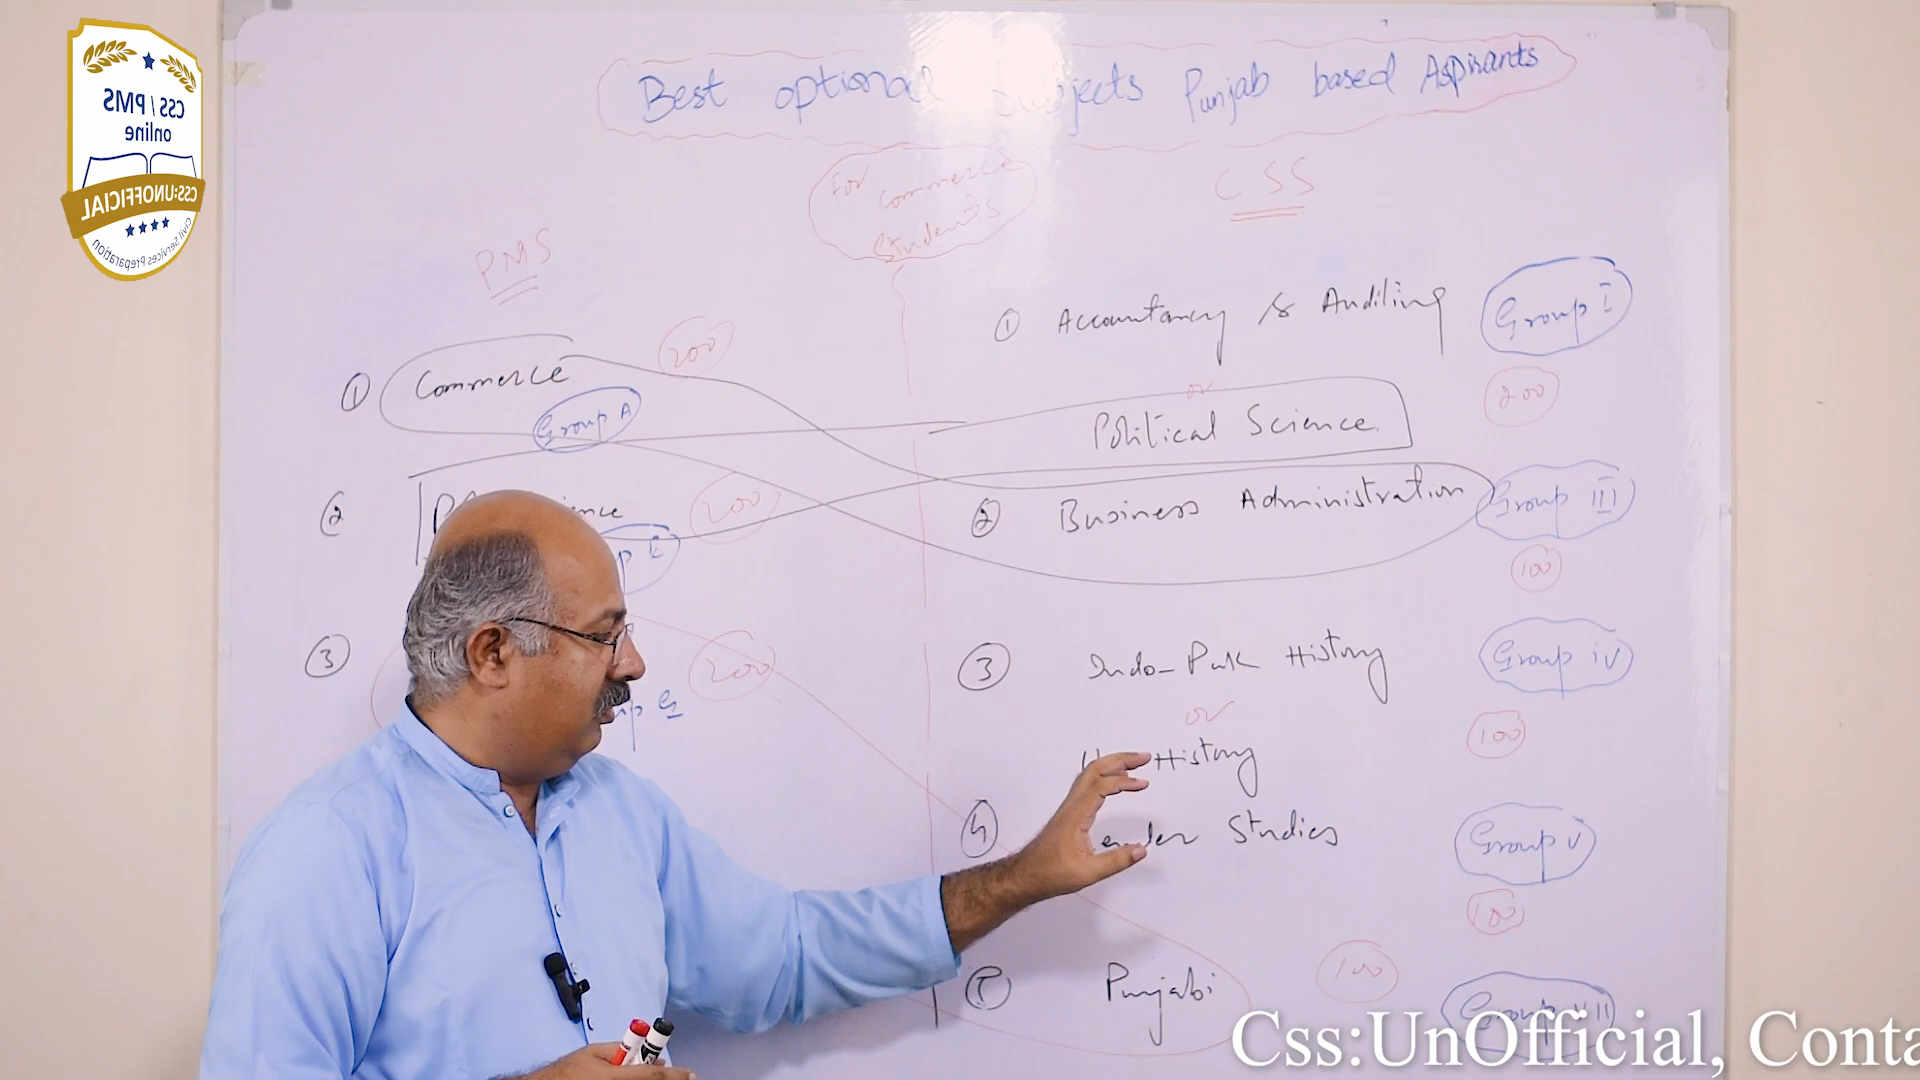 CSS / PMS
online
CSS:UNOFFICIAL
Civil Services Preparation
Best optional Subjects Punjab based Aspirants
For
Commerce
Students
CSS
PMS
① Accountancy & Auditing Group I
200
or
Political Science
① Commerce 200
Group A
② 200
② Business Administration Group III
100
③ 200
③ Indo-Pak History Group iv
or
100
History
④ Studies Group V
100
⑤ Punjabi 100
Css:UnOfficial, Conta